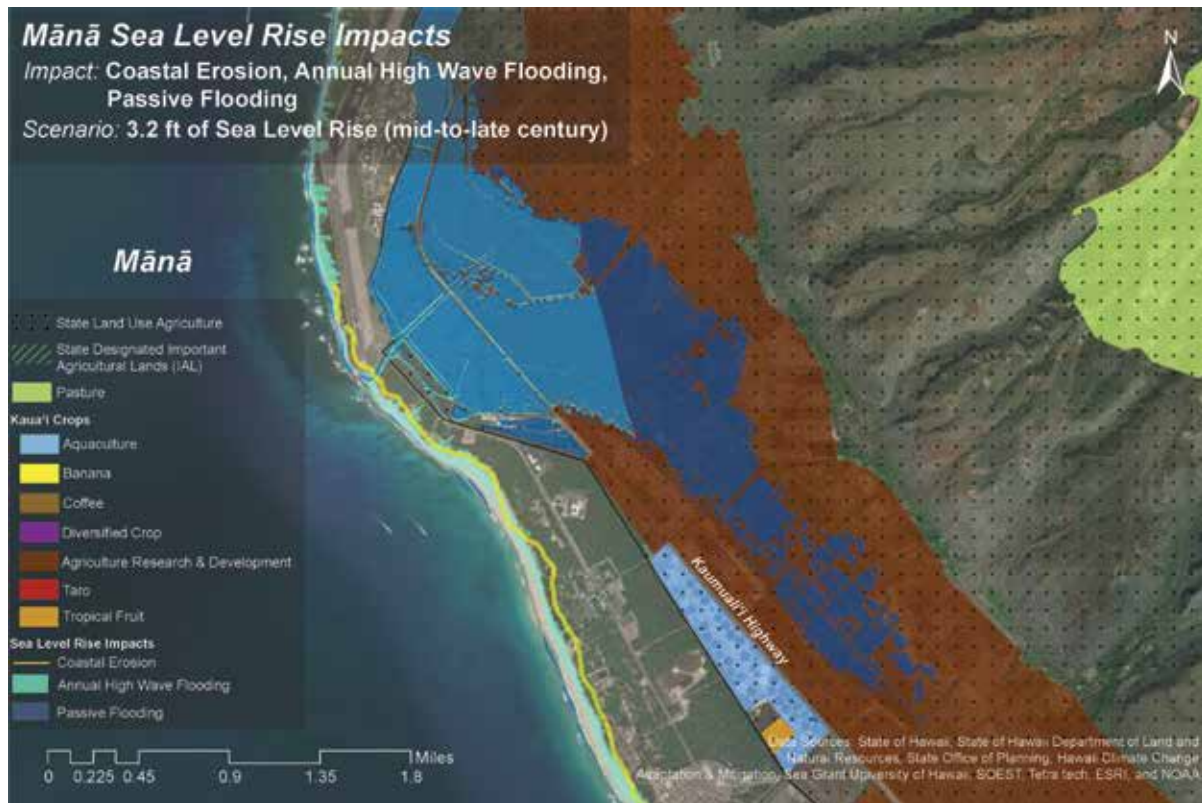 Mānā Sea Level Rise Impacts
Impact: Coastal Erosion, Annual High Wave Flooding,
Passive Flooding
Scenario: 3.2 ft of Sea Level Rise (mid-to-late century)
N
Mānā
State Land Use Agriculture
State Designated Important
Agricultural Lands (IAL)
Pasture
Kaua'i Crops
Aquaculture
Banana
Coffee
Diversified Crop
Agriculture Research & Development
Taro
Tropical Fruit
Sea Level Rise Impacts
Coastal Erosion
Annual High Wave Flooding
Passive Flooding
Kaumuali'i Highway
Miles
0 0.225 0.45 0.9 1.35 1.8
Data Sources: State of Hawaii, State of Hawaii Department of Land and
Natural Resources, State Office of Planning, Hawaii Climate Change
Adaptation & Mitigation, Sea Grant University of Hawaii, SOEST, Tetra tech, ESRI, and NOAA